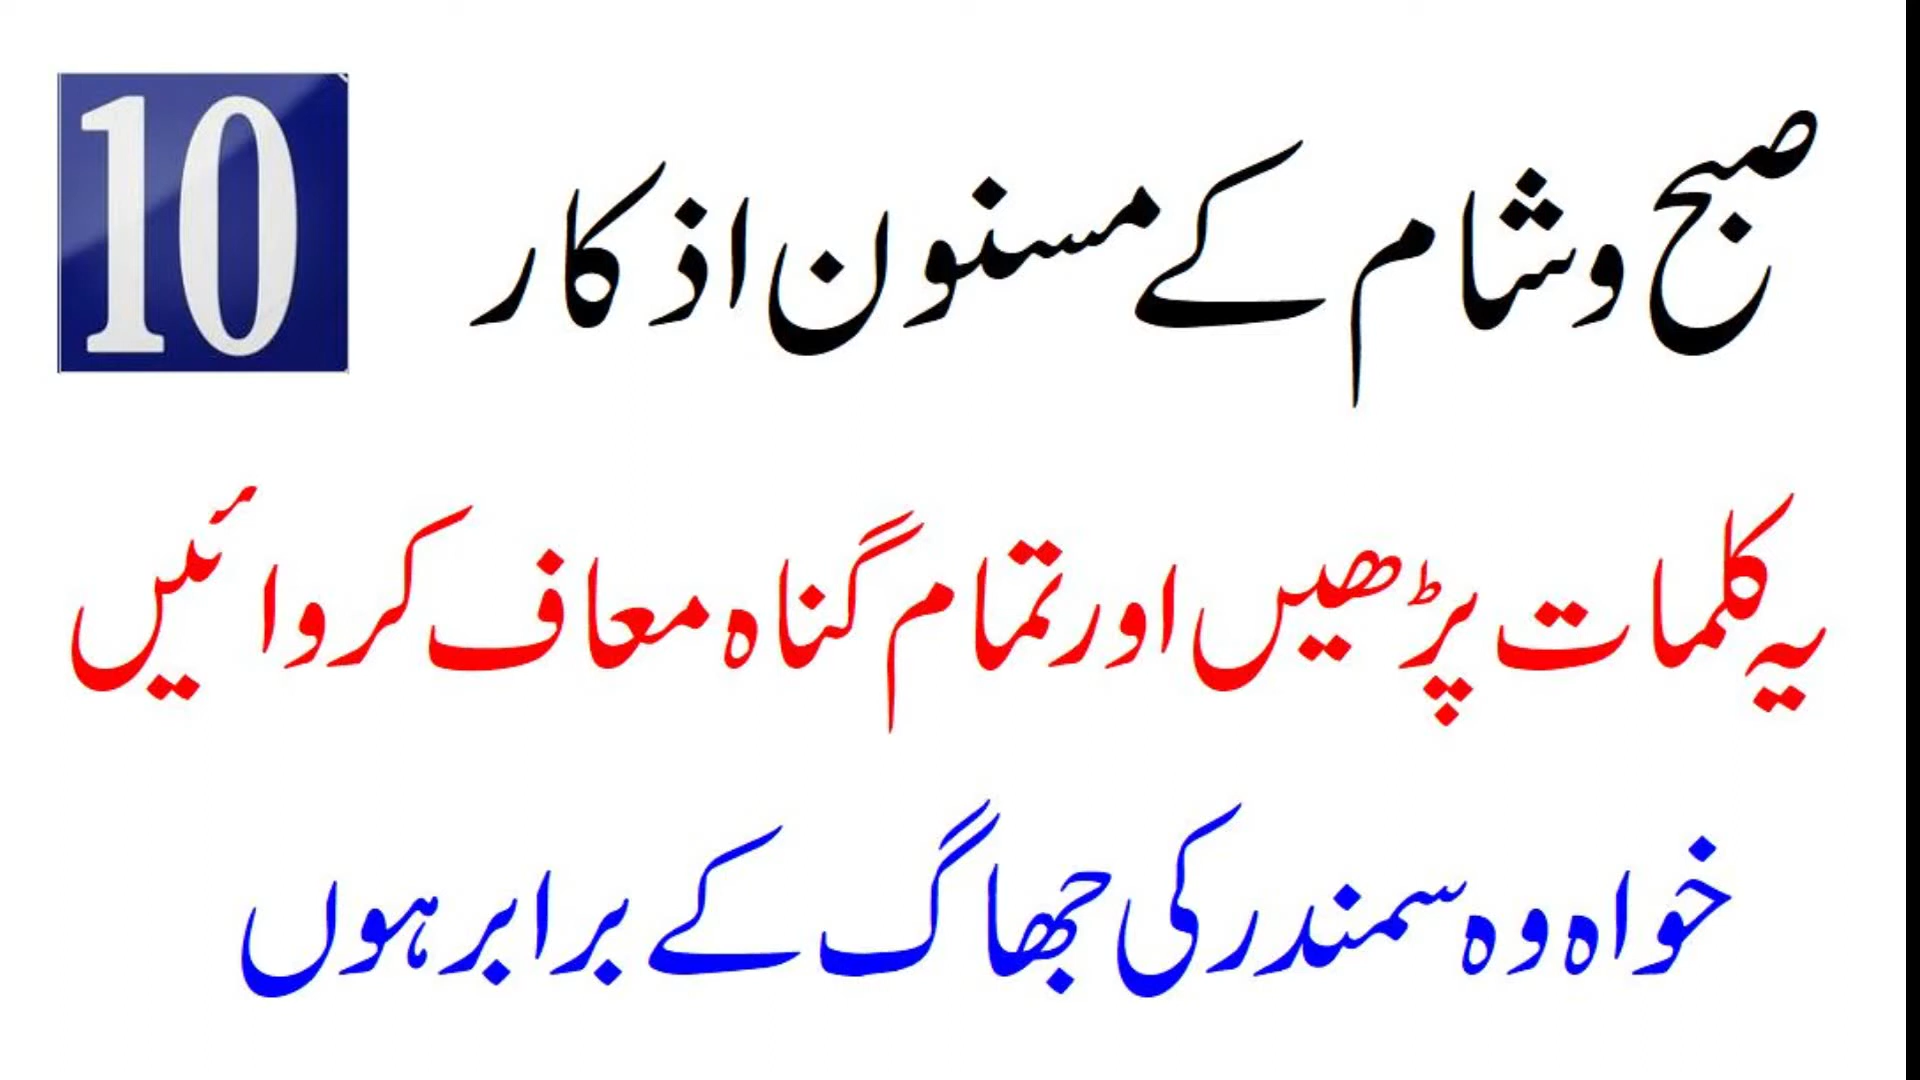 صبح و شام کے مسنون اذکار 10
یہ کلمات پڑھیں اور تمام گناہ معاف کروائیں
خواہ وہ سمندر کی جھاگ کے برابر ہوں